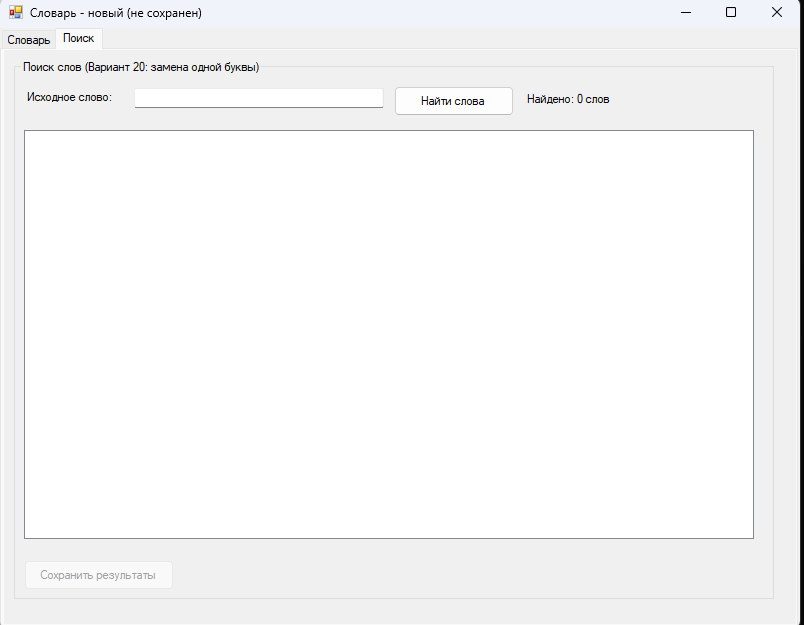 Словарь - новый (не сохранен)
Словарь Поиск
Поиск слов (Вариант 20: замена одной буквы)
Исходное слово: Найти слова Найдено: 0 слов
Сохранить результаты